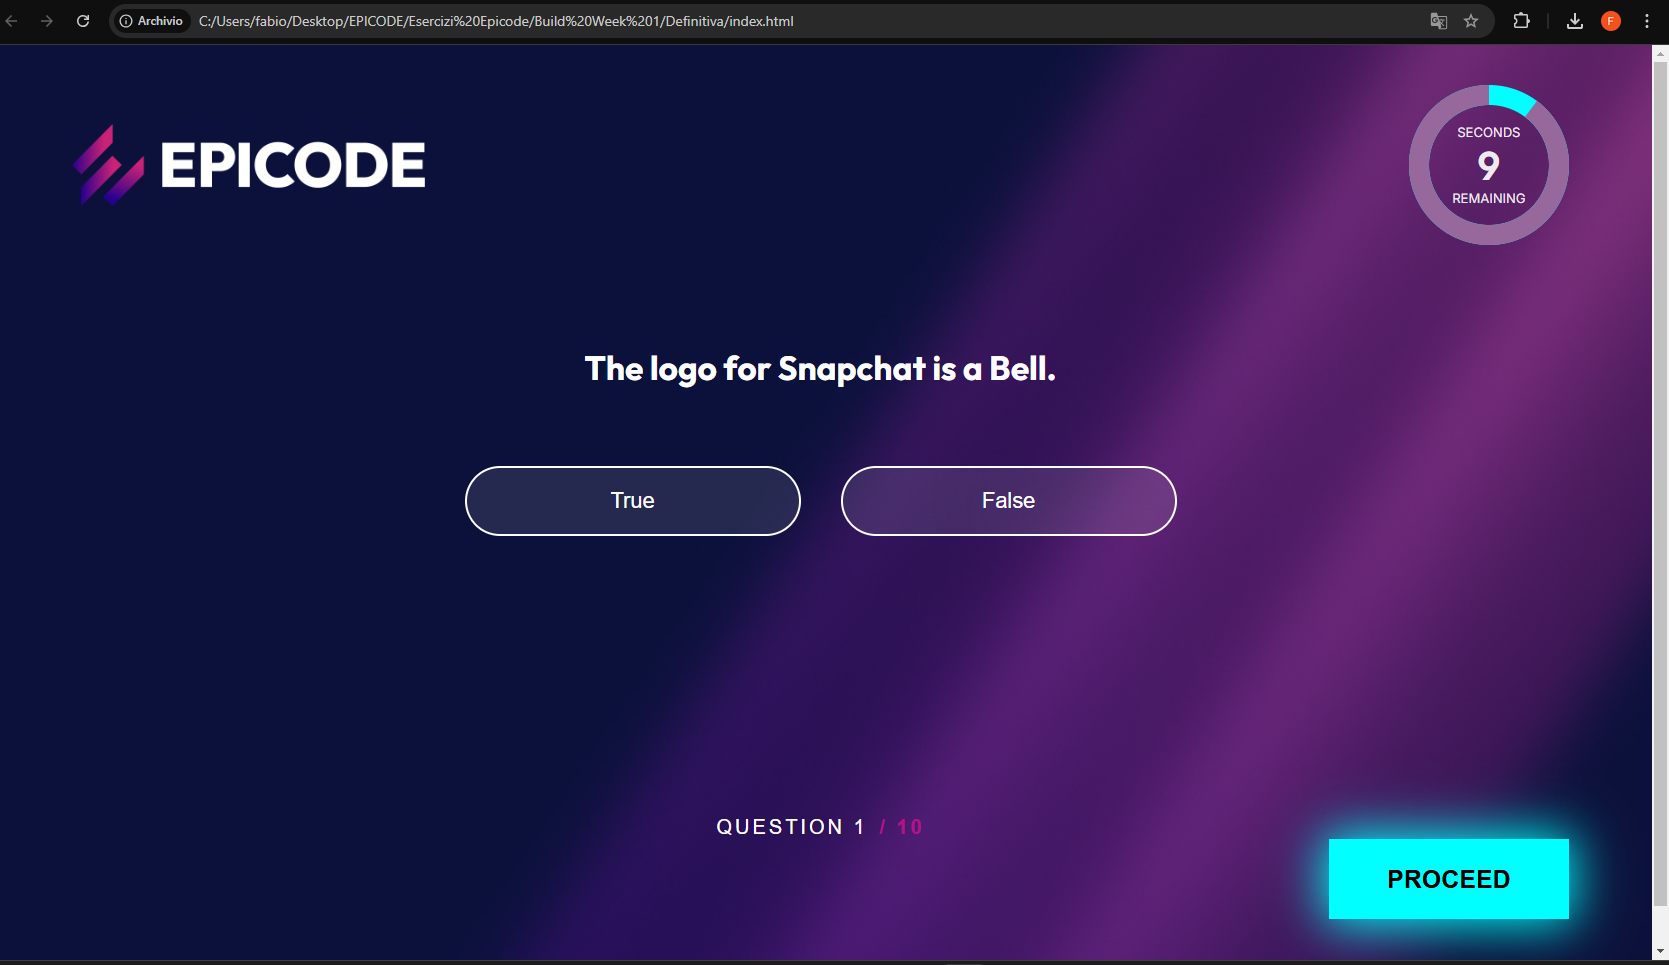 Archivio C:/Users/fabio/Desktop/EPICODE/Esercizi%20Epicode/Build%20Week%201/Definitiva/index.html
F
EPICODE
SECONDS
9
REMAINING
The logo for Snapchat is a Bell.
True
False
QUESTION 1 / 10
PROCEED